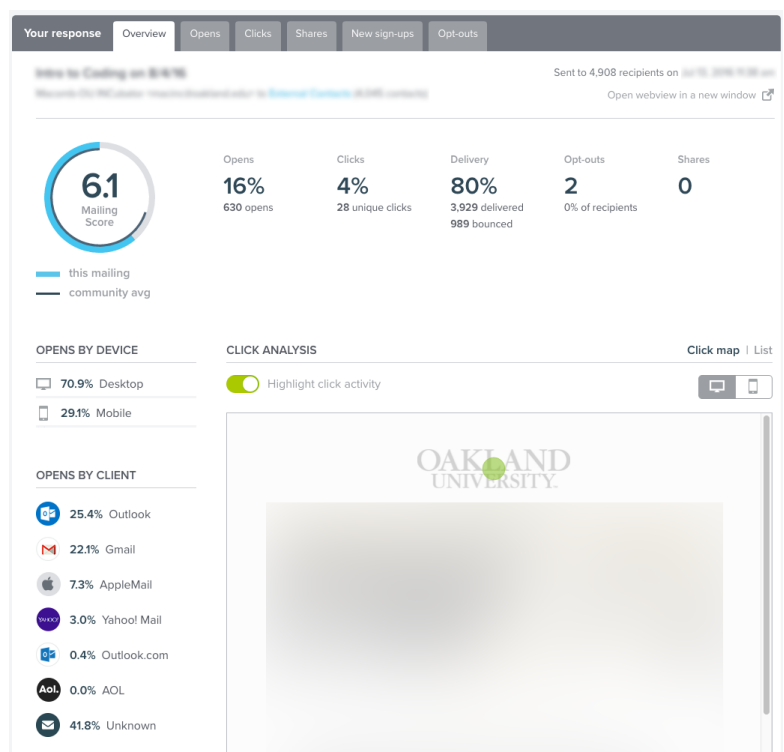 Your response Overview Opens Clicks Shares New sign-ups Opt-outs
Sent to 4,908 recipients on
Open webview in a new window
6.1
Mailing
Score
this mailing
community avg
Opens Clicks Delivery Opt-outs Shares
16% 4% 80% 2 0
630 opens 28 unique clicks 3,929 delivered 0% of recipients
989 bounced
OPENS BY DEVICE
70.9% Desktop
29.1% Mobile
OPENS BY CLIENT
25.4% Outlook
22.1% Gmail
7.3% AppleMail
YAHOO! 3.0% Yahoo! Mail
0.4% Outlook.com
Aol. 0.0% AOL
41.8% Unknown
CLICK ANALYSIS Click map | List
Highlight click activity
OAKLAND
UNIVERSITY